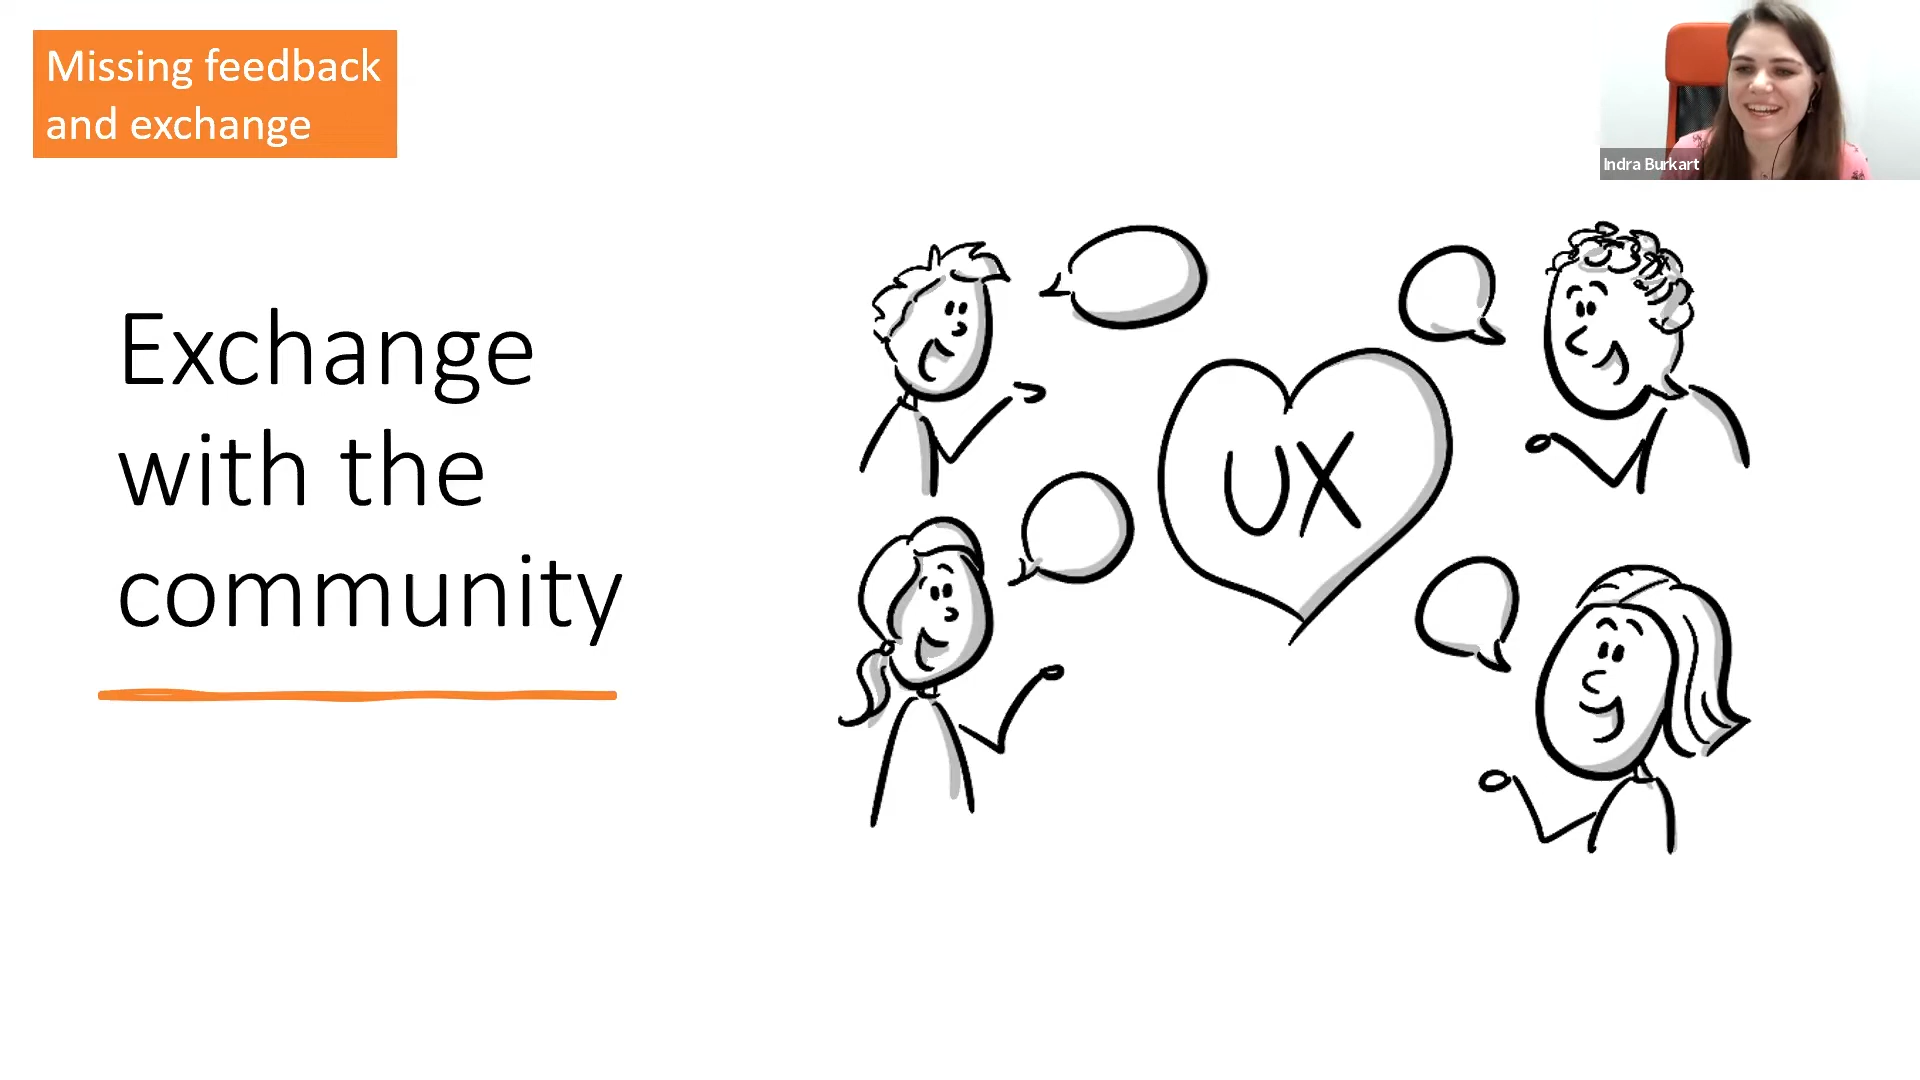 Missing feedback
and exchange
Indra Burkart
Exchange
with the
community
UX